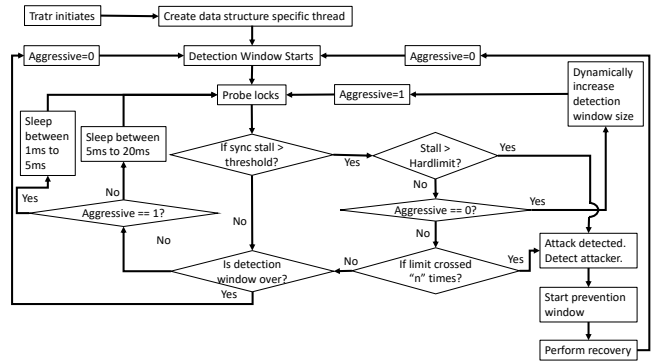 Tratr initiates
Create data structure specific thread
Aggressive=0
Detection Window Starts
Aggressive=0
Probe locks
Aggressive=1
Dynamically
increase
detection
window size
Sleep
between
1ms to
5ms
Sleep between
5ms to 20ms
If sync stall >
threshold?
Yes
Stall >
Hardlimit?
Yes
No
No
Yes
Aggressive == 1?
No
Aggressive == 0?
Yes
No
No
Is detection
window over?
No
If limit crossed
"n" times?
Yes
Attack detected.
Detect attacker.
Yes
Start prevention
window
Perform recovery